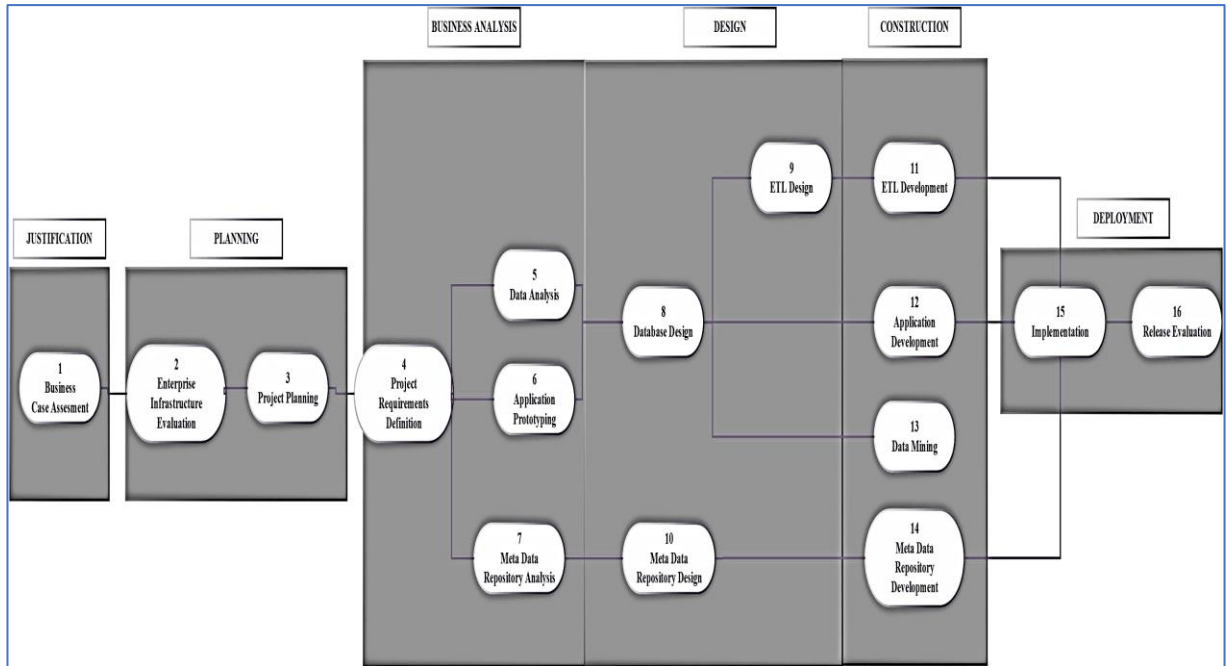 BUSINESS ANALYSIS
DESIGN
CONSTRUCTION
JUSTIFICATION
PLANNING
DEPLOYMENT
1
Business
Case Assesment
2
Enterprise
Infrastructure
Evaluation
3
Project Planning
4
Project
Requirements
Definition
5
Data Analysis
6
Application
Prototyping
7
Meta Data
Repository Analysis
8
Database Design
9
ETL Design
10
Meta Data
Repository Design
11
ETL Development
12
Application
Development
13
Data Mining
14
Meta Data
Repository
Development
15
Implementation
16
Release Evaluation